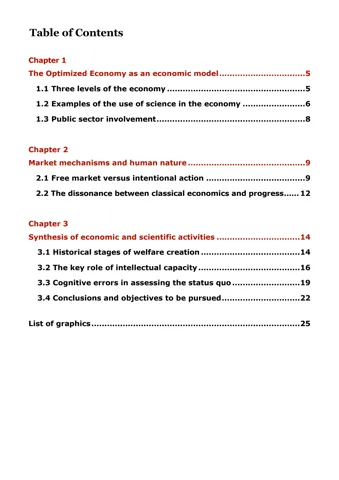 Table of Contents
Chapter 1
The Optimized Economy as an economic model.................................5
1.1 Three levels of the economy.....................................................5
1.2 Examples of the use of science in the economy ........................6
1.3 Public sector involvement.........................................................8
Chapter 2
Market mechanisms and human nature.............................................9
2.1 Free market versus intentional action ......................................9
2.2 The dissonance between classical economics and progress......12
Chapter 3
Synthesis of economic and scientific activities ................................14
3.1 Historical stages of welfare creation......................................14
3.2 The key role of intellectual capacity.......................................16
3.3 Cognitive errors in assessing the status quo..........................19
3.4 Conclusions and objectives to be pursued..............................22
List of graphics................................................................................25